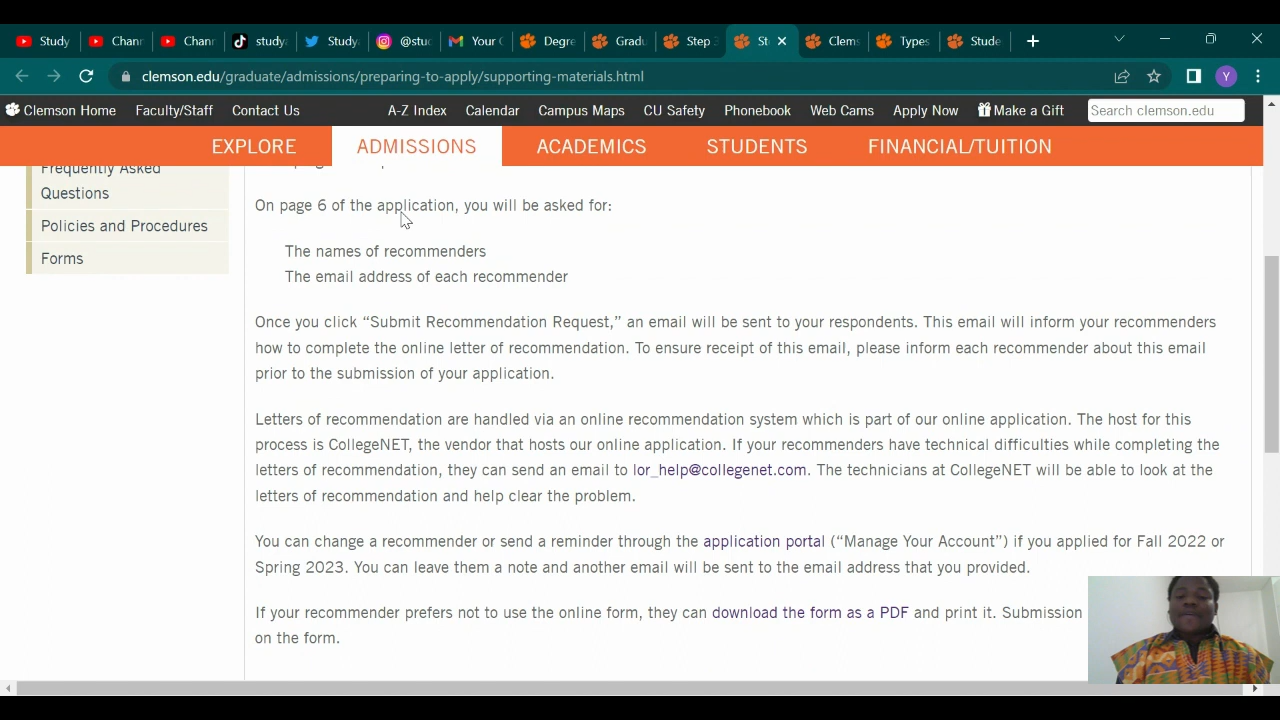 Study
Chann
Chann
study
Study
@stud
Your C
Degre
Gradu
Step 3
St
Clems
Types
Stude
clemson.edu/graduate/admissions/preparing-to-apply/supporting-materials.html
Y
Clemson Home Faculty/Staff Contact Us A-Z Index Calendar Campus Maps CU Safety Phonebook Web Cams Apply Now Make a Gift Search clemson.edu
EXPLORE ADMISSIONS ACADEMICS STUDENTS FINANCIAL/TUITION
Frequently Asked
Questions
Policies and Procedures
Forms
On page 6 of the application, you will be asked for:
The names of recommenders
The email address of each recommender
Once you click “Submit Recommendation Request,” an email will be sent to your respondents. This email will inform your recommenders
how to complete the online letter of recommendation. To ensure receipt of this email, please inform each recommender about this email
prior to the submission of your application.
Letters of recommendation are handled via an online recommendation system which is part of our online application. The host for this
process is CollegeNET, the vendor that hosts our online application. If your recommenders have technical difficulties while completing the
letters of recommendation, they can send an email to lor_help@collegenet.com. The technicians at CollegeNET will be able to look at the
letters of recommendation and help clear the problem.
You can change a recommender or send a reminder through the application portal (“Manage Your Account”) if you applied for Fall 2022 or
Spring 2023. You can leave them a note and another email will be sent to the email address that you provided.
If your recommender prefers not to use the online form, they can download the form as a PDF and print it. Submission
on the form.